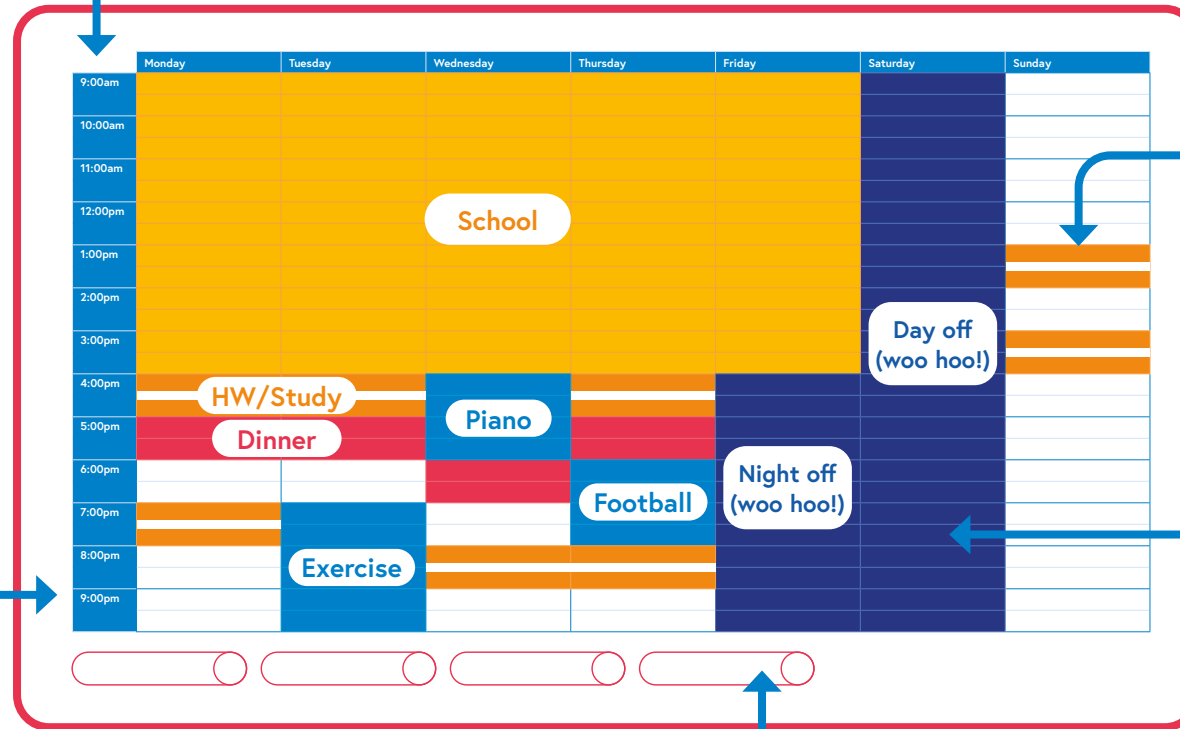 Monday Tuesday Wednesday Thursday Friday Saturday Sunday
9:00am
10:00am
11:00am
12:00pm
School
1:00pm
2:00pm
Day off
(woo hoo!)
3:00pm
4:00pm
HW/Study
Piano
5:00pm
Dinner
6:00pm
Night off
(woo hoo!)
Football
7:00pm
8:00pm
Exercise
9:00pm